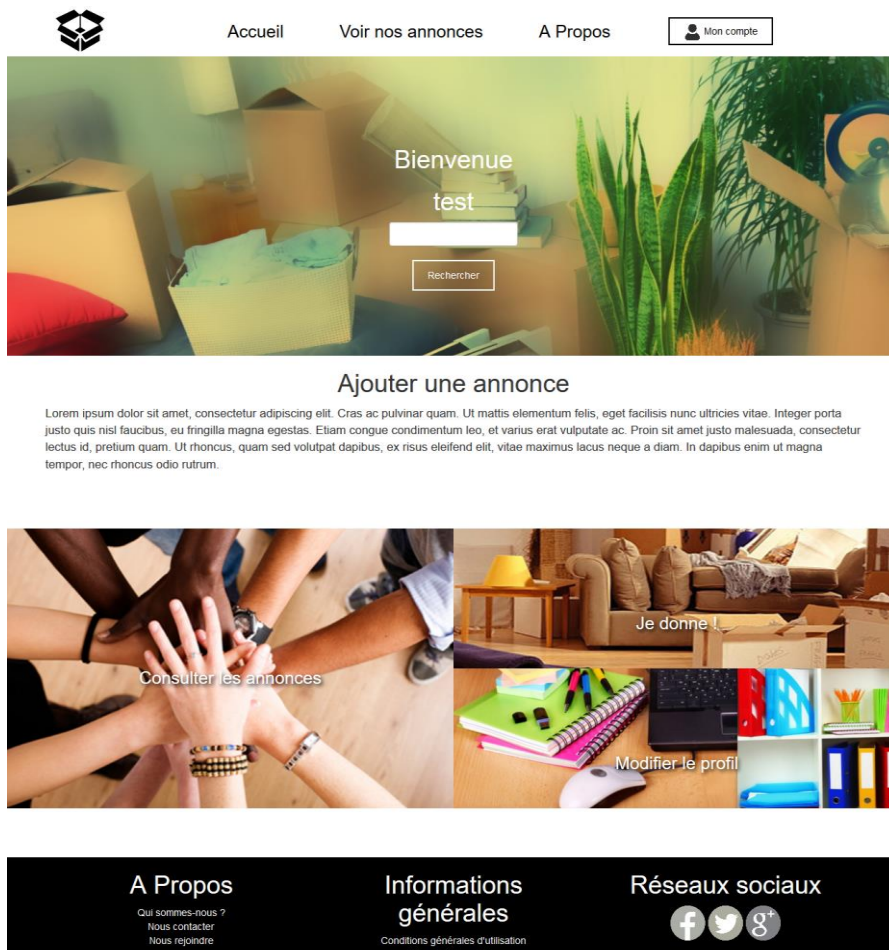 Accueil Voir nos annonces A Propos Mon compte
Bienvenue
test
Rechercher
Ajouter une annonce
Lorem ipsum dolor sit amet, consectetur adipiscing elit. Cras ac pulvinar quam. Ut mattis elementum felis, eget facilisis nunc ultricies vitae. Integer porta
justo quis nisl faucibus, eu fringilla magna egestas. Etiam congue condimentum leo, et varius erat vulputate ac. Proin sit amet justo malesuada, consectetur
lectus id, pretium quam. Ut rhoncus, quam sed volutpat dapibus, ex risus eleifend elit, vitae maximus lacus neque a diam. In dapibus enim ut magna
tempor, nec rhoncus odio rutrum.
Consulter les annonces
Je donne !
Modifier le profil
A Propos
Qui sommes-nous ?
Nous contacter
Nous rejoindre
Informations
générales
Conditions générales d'utilisation
Réseaux sociaux